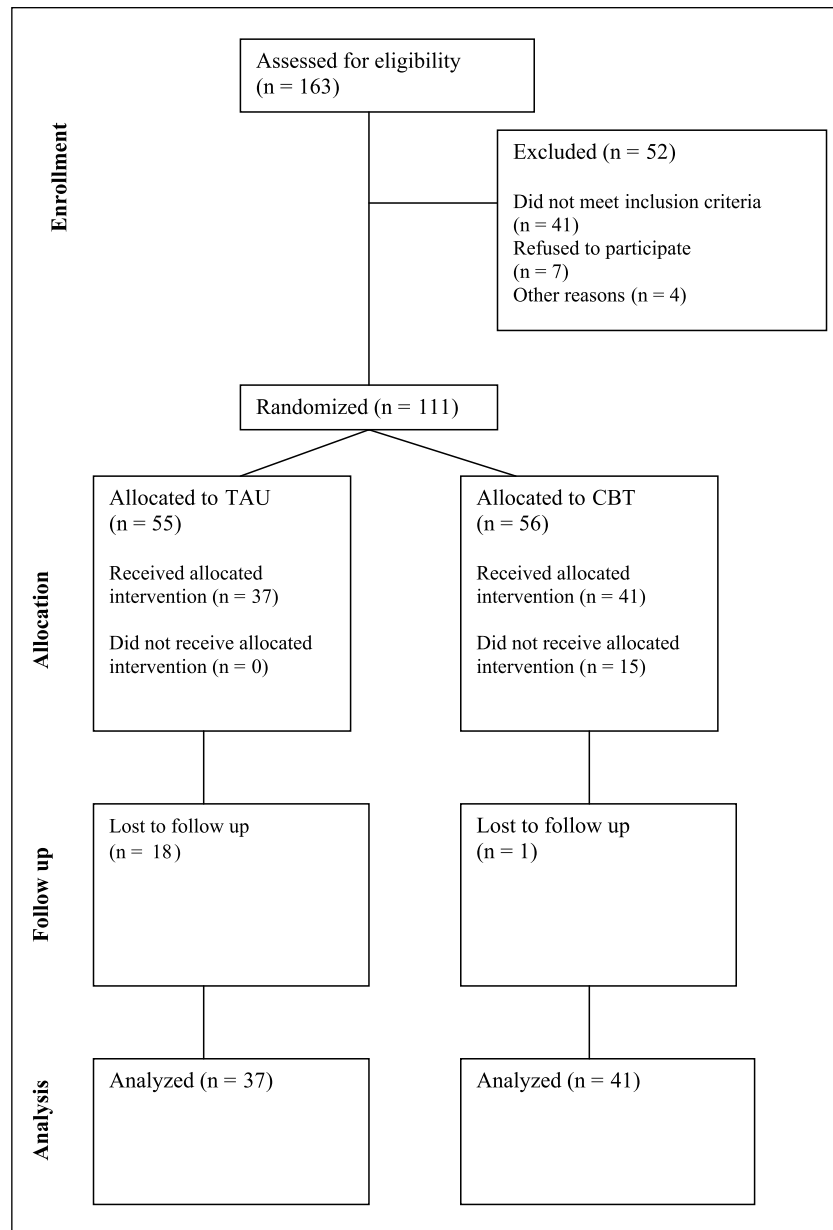 Assessed for eligibility
(n = 163)
Enrollment
Excluded (n = 52)
Did not meet inclusion criteria
(n = 41)
Refused to participate
(n = 7)
Other reasons (n = 4)
Randomized (n = 111)
Allocation
Allocated to TAU
(n = 55)
Received allocated
intervention (n = 37)
Did not receive allocated
intervention (n = 0)
Allocated to CBT
(n = 56)
Received allocated
intervention (n = 41)
Did not receive allocated
intervention (n = 15)
Follow up
Lost to follow up
(n = 18)
Lost to follow up
(n = 1)
Analysis
Analyzed (n = 37)
Analyzed (n = 41)